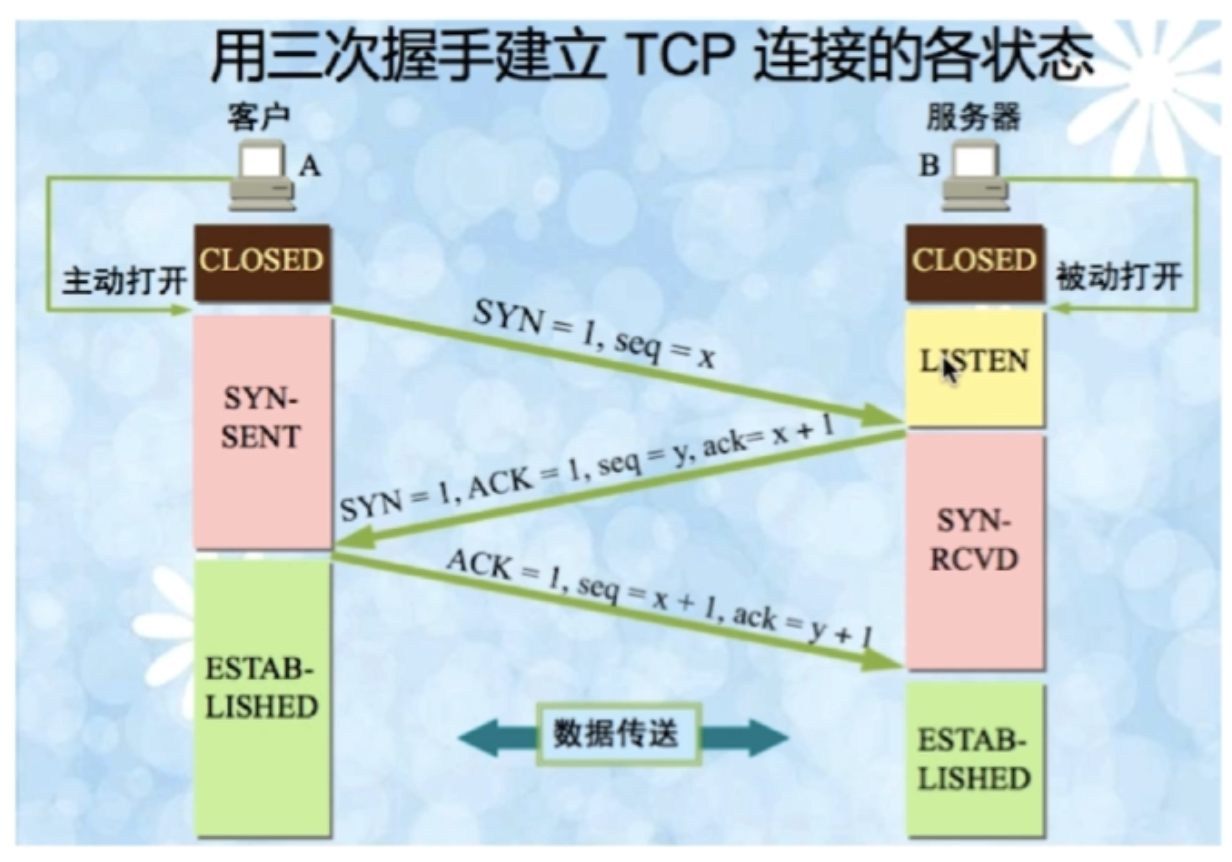 用三次握手建立 TCP 连接的各状态
客户
服务器
A
B
CLOSED
CLOSED
主动打开
被动打开
SYN = 1, seq = x
LISTEN
SYN-
SENT
SYN = 1, ACK = 1, seq = y, ack= x + 1
SYN-
RCVD
ACK = 1, seq = x + 1, ack = y + 1
ESTAB-
LISHED
数据传送
ESTAB-
LISHED